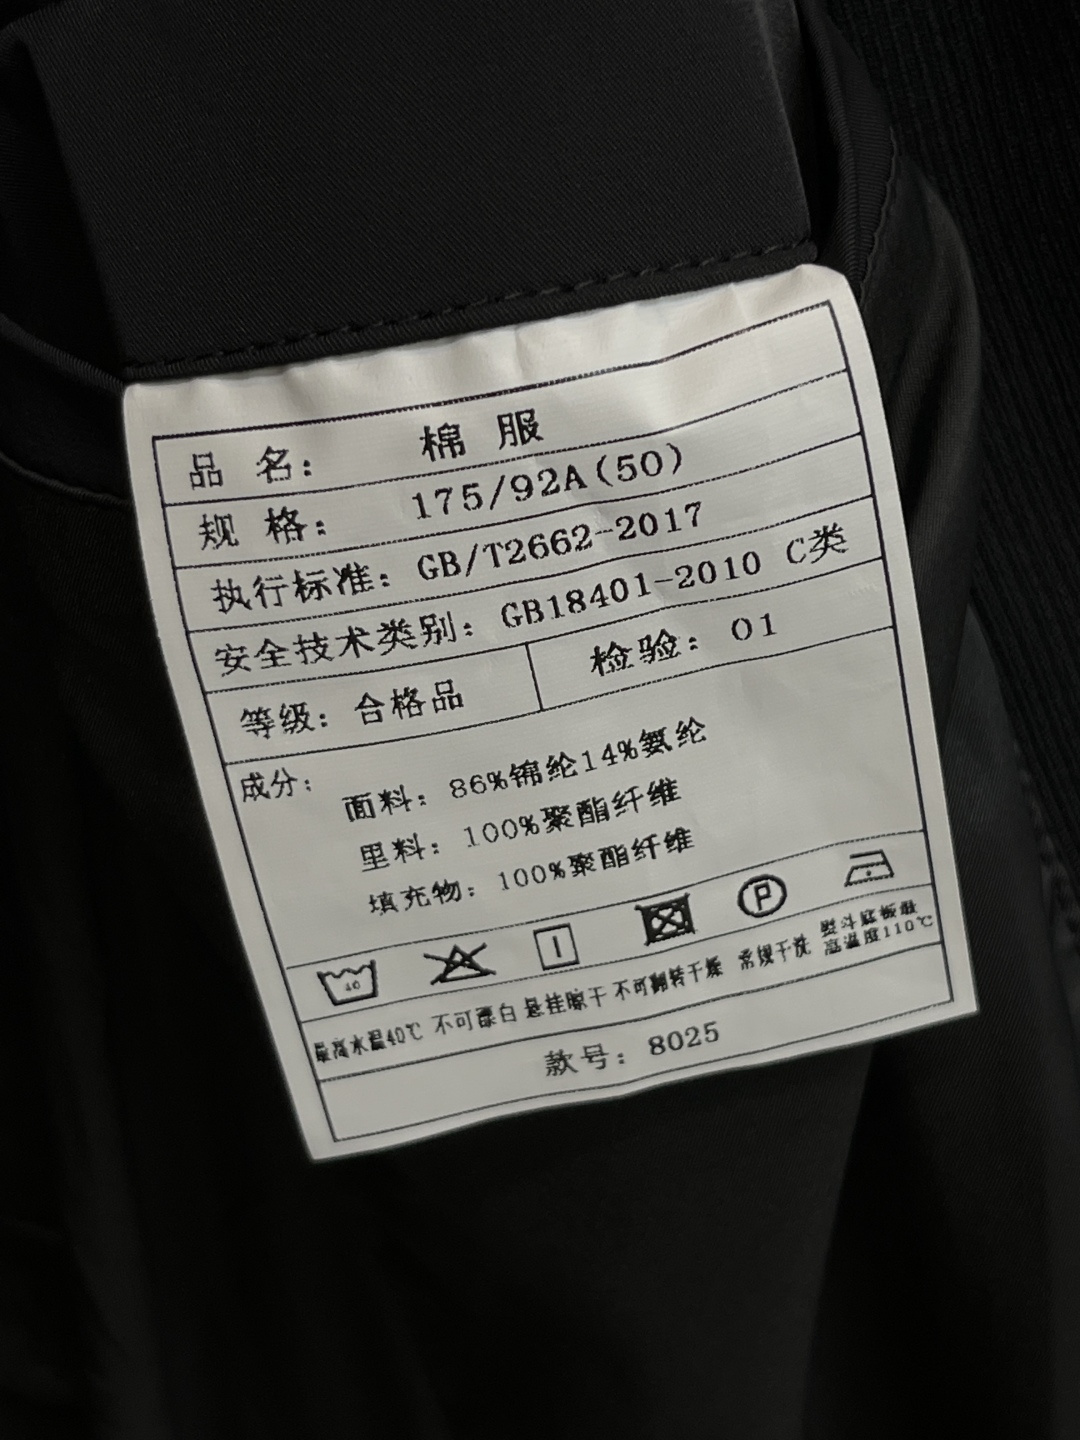 品 名： 棉 服
规 格： 175/92A(50)
执行标准：GB/T2662-2017
安全技术类别：GB18401-2010 C类
等级：合格品 检验：01
成分：
面料：86%锦纶14%氨纶
里料：100%聚酯纤维
填充物：100%聚酯纤维
40 P
最高水温40℃ 不可漂白 悬挂晾干 不可翻转干燥 常规干洗 熨斗底板最高温度110℃
款号：8025